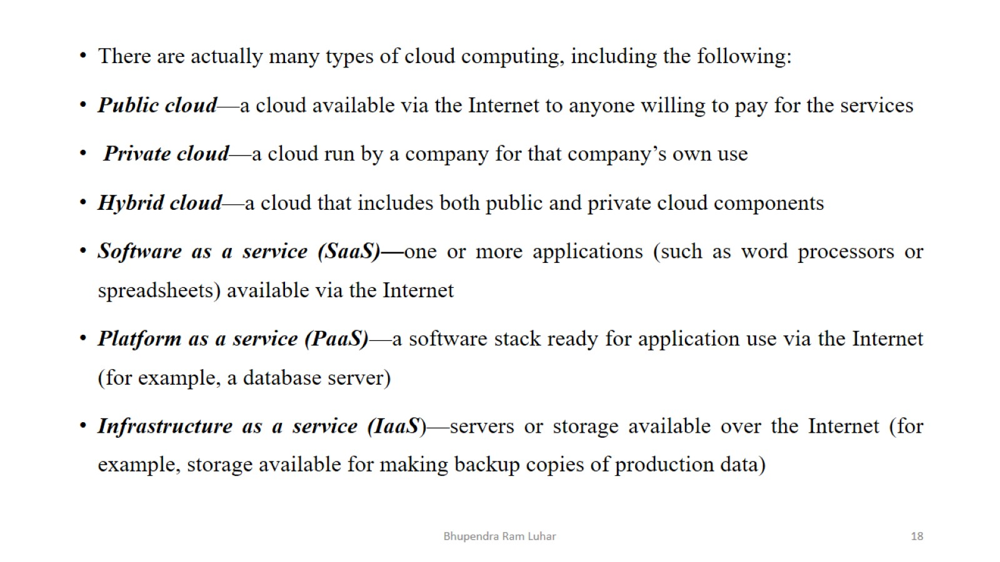 • There are actually many types of cloud computing, including the following:
• Public cloud—a cloud available via the Internet to anyone willing to pay for the services
• Private cloud—a cloud run by a company for that company’s own use
• Hybrid cloud—a cloud that includes both public and private cloud components
• Software as a service (SaaS)—one or more applications (such as word processors or
spreadsheets) available via the Internet
• Platform as a service (PaaS)—a software stack ready for application use via the Internet
(for example, a database server)
• Infrastructure as a service (IaaS)—servers or storage available over the Internet (for
example, storage available for making backup copies of production data)
Bhupendra Ram Luhar
18